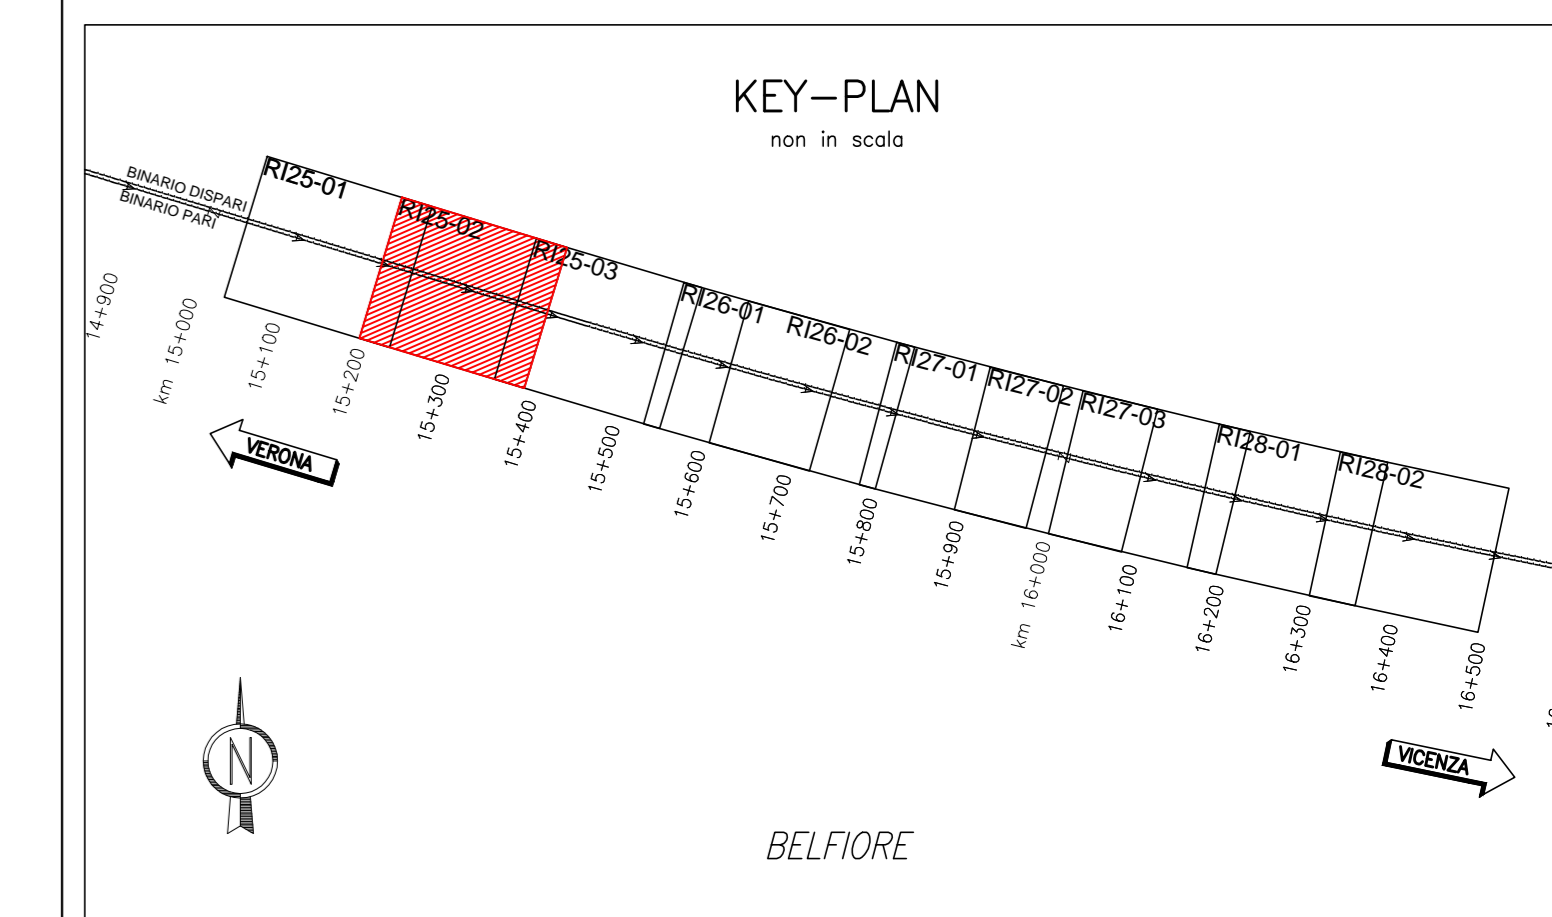 KEY-PLAN
non in scala
BINARIO DISPARI
BINARIO PARI
RI25-01
RI25-02
RI25-03
RI26-01
RI26-02
RI27-01
RI27-02
RI27-03
RI28-01
RI28-02
14+900
km 15+000
15+100
15+200
15+300
15+400
15+500
15+600
15+700
15+800
15+900
km 16+000
16+100
16+200
16+300
16+400
16+500
VERONA
VICENZA
N
BELFIORE